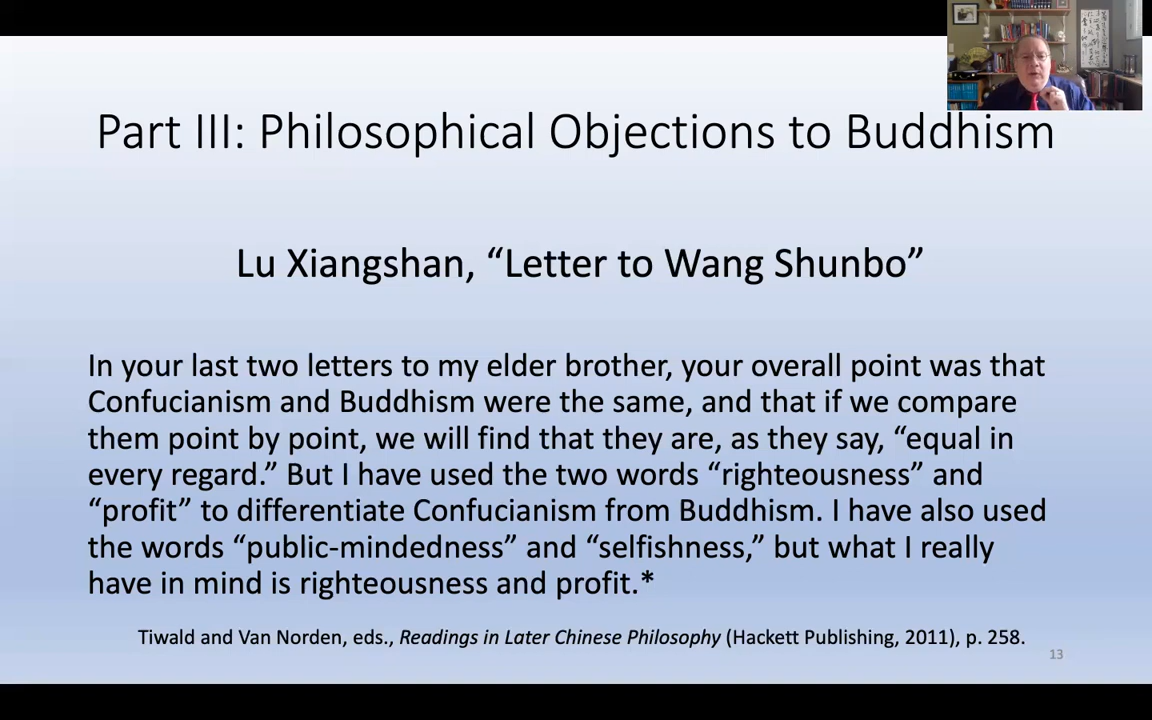 Part III: Philosophical Objections to Buddhism
Lu Xiangshan, “Letter to Wang Shunbo”
In your last two letters to my elder brother, your overall point was that
Confucianism and Buddhism were the same, and that if we compare
them point by point, we will find that they are, as they say, “equal in
every regard.” But I have used the two words “righteousness” and
“profit” to differentiate Confucianism from Buddhism. I have also used
the words “public-mindedness” and “selfishness,” but what I really
have in mind is righteousness and profit.*
Tiwald and Van Norden, eds., Readings in Later Chinese Philosophy (Hackett Publishing, 2011), p. 258.
13